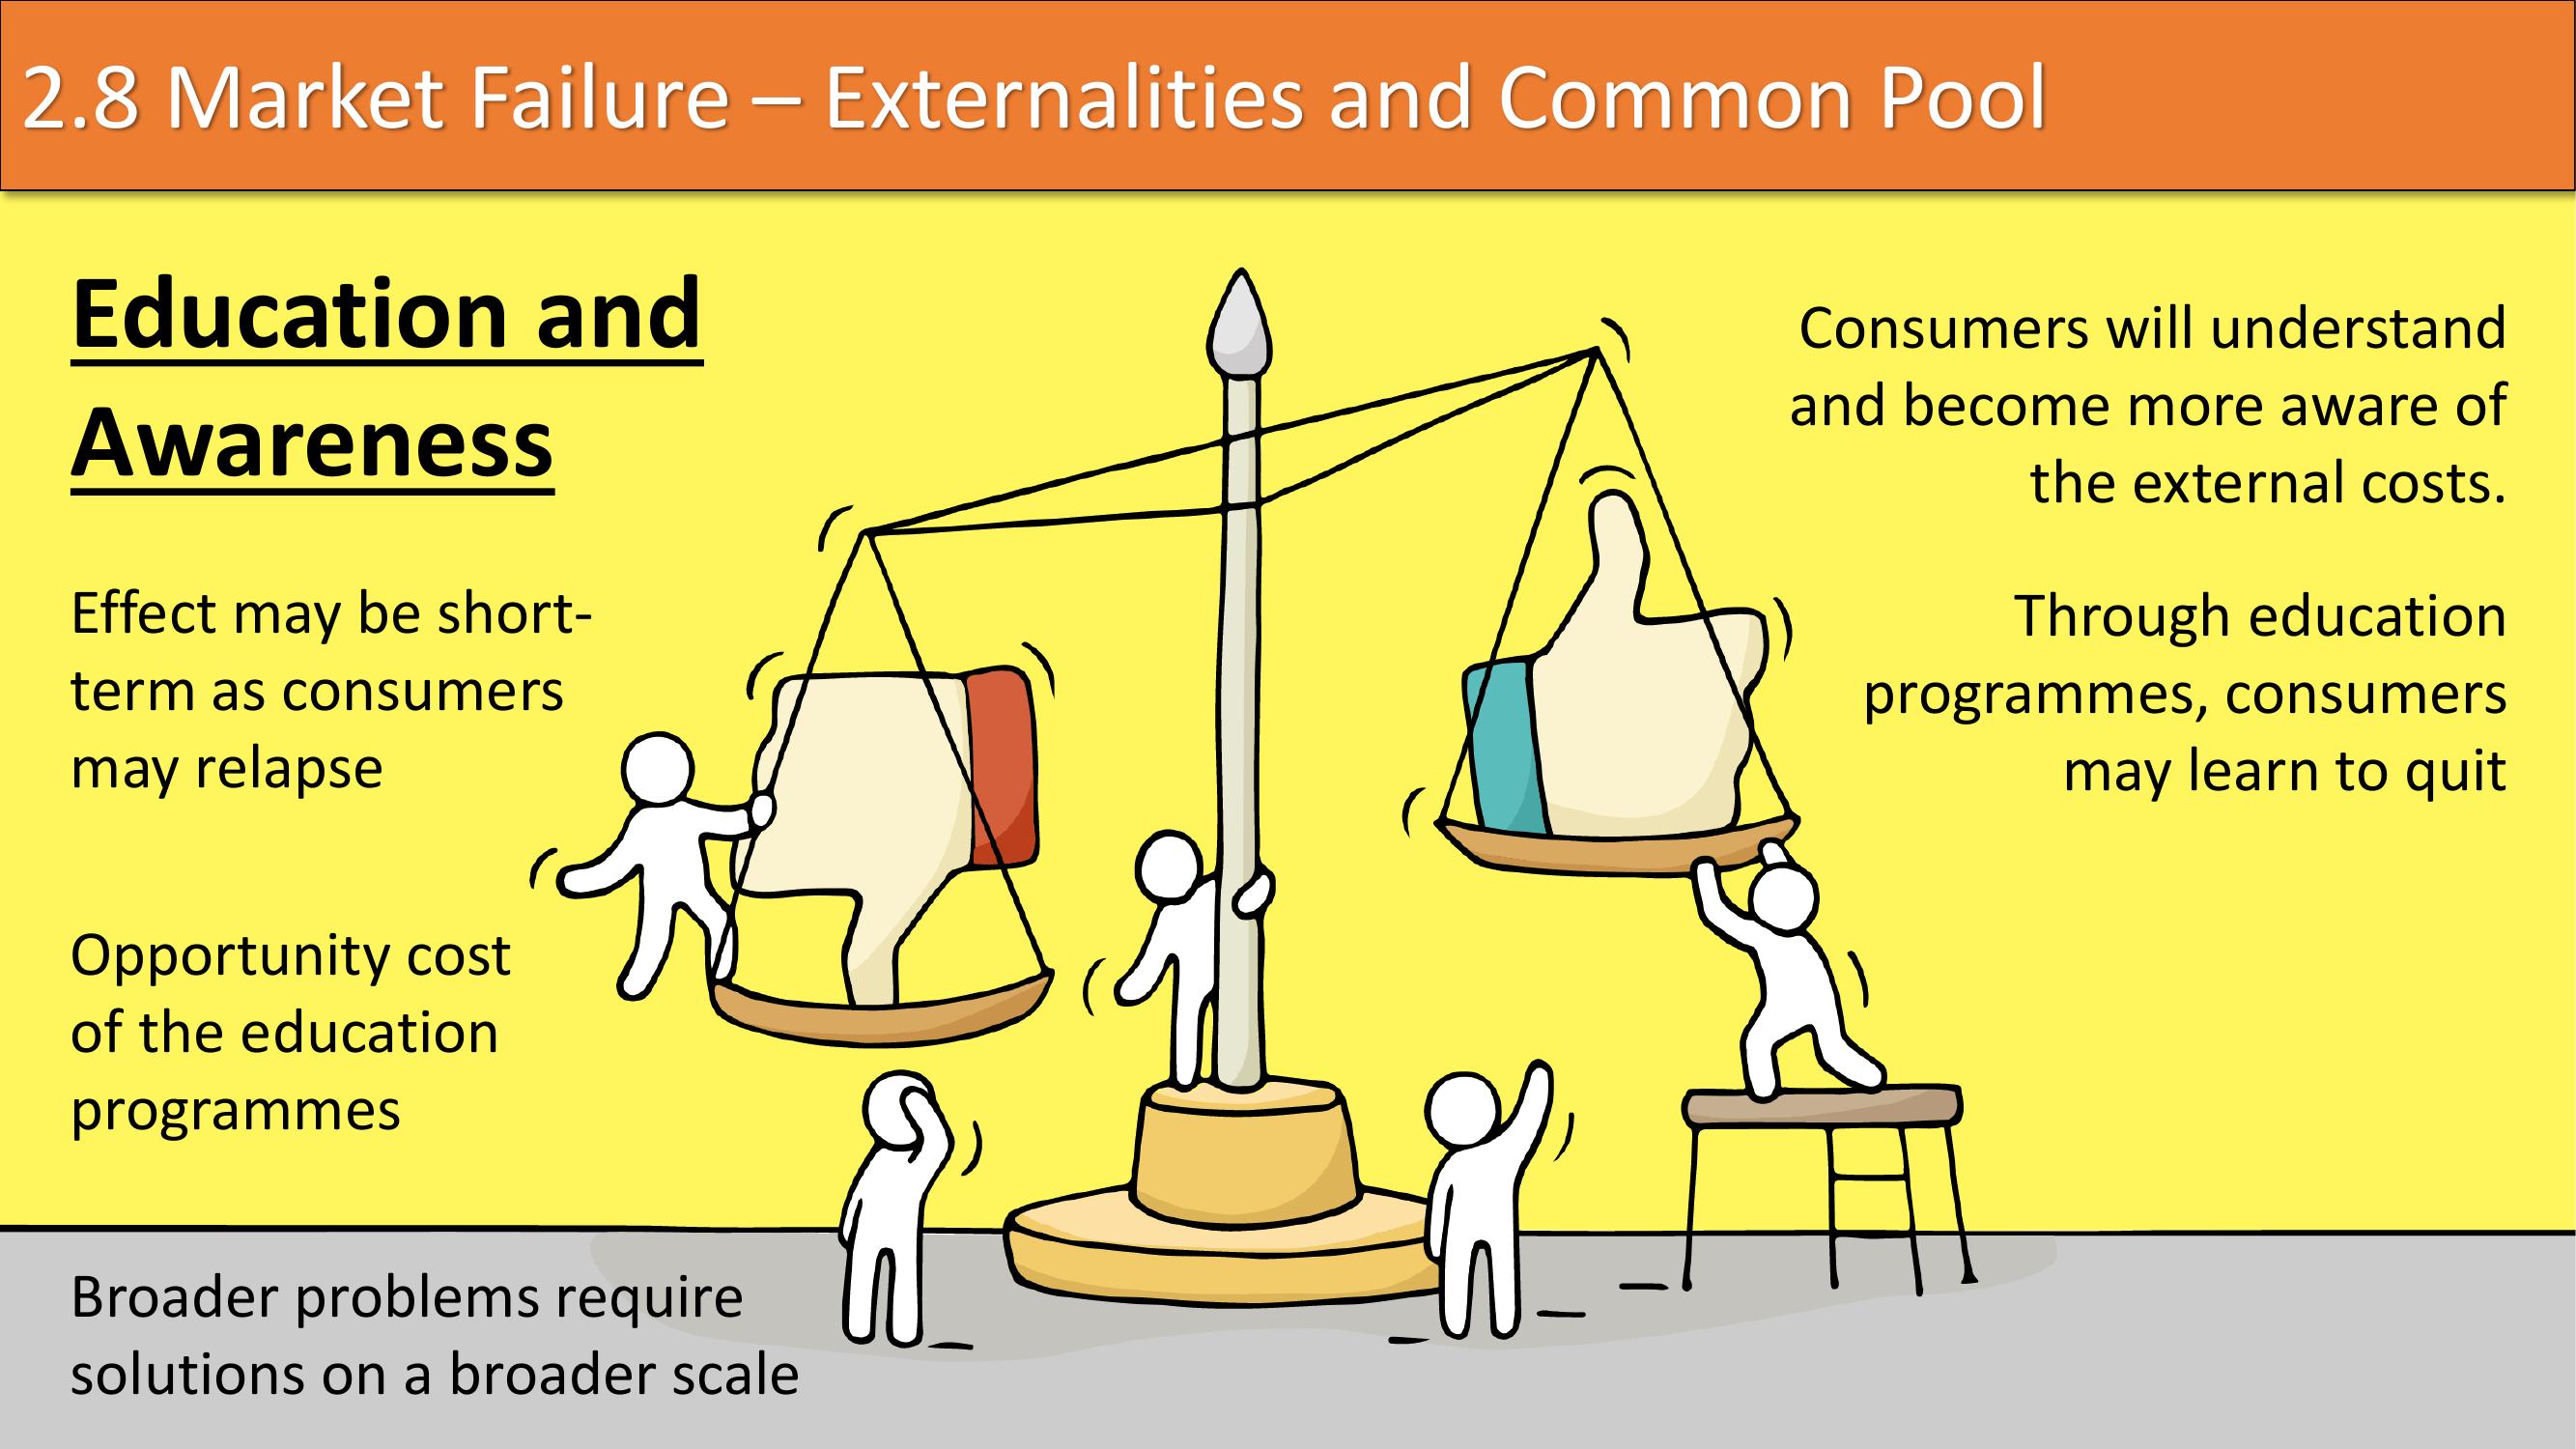 2.8 Market Failure – Externalities and Common Pool
Education and
Awareness
Effect may be short-
term as consumers
may relapse
Opportunity cost
of the education
programmes
Broader problems require
solutions on a broader scale
Consumers will understand
and become more aware of
the external costs.
Through education
programmes, consumers
may learn to quit